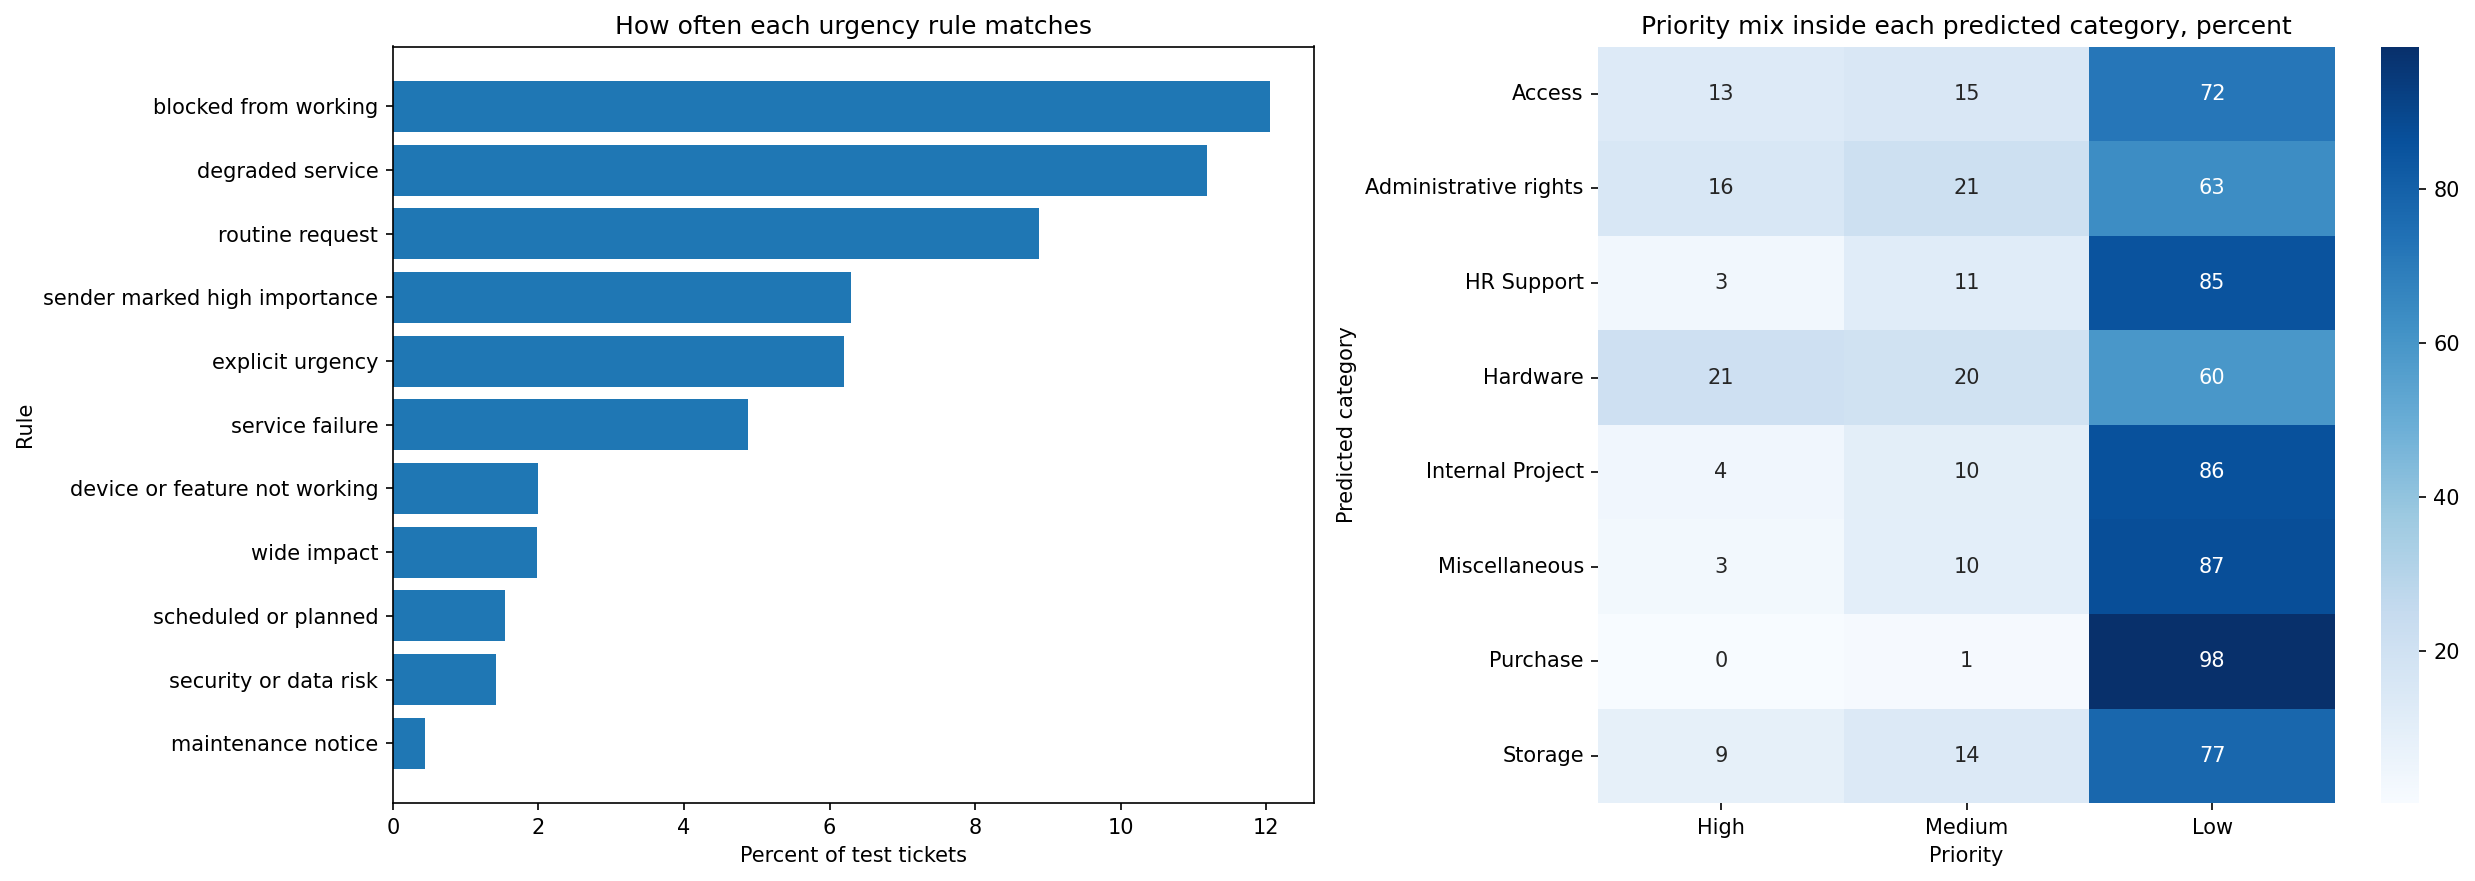 How often each urgency rule matches
Rule
blocked from working
degraded service
routine request
sender marked high importance
explicit urgency
service failure
device or feature not working
wide impact
scheduled or planned
security or data risk
maintenance notice
0 2 4 6 8 10 12
Percent of test tickets
Priority mix inside each predicted category, percent
Predicted category
Access 13 15 72
Administrative rights 16 21 63
HR Support 3 11 85
Hardware 21 20 60
Internal Project 4 10 86
Miscellaneous 3 10 87
Purchase 0 1 98
Storage 9 14 77
High Medium Low
Priority
80
60
40
20